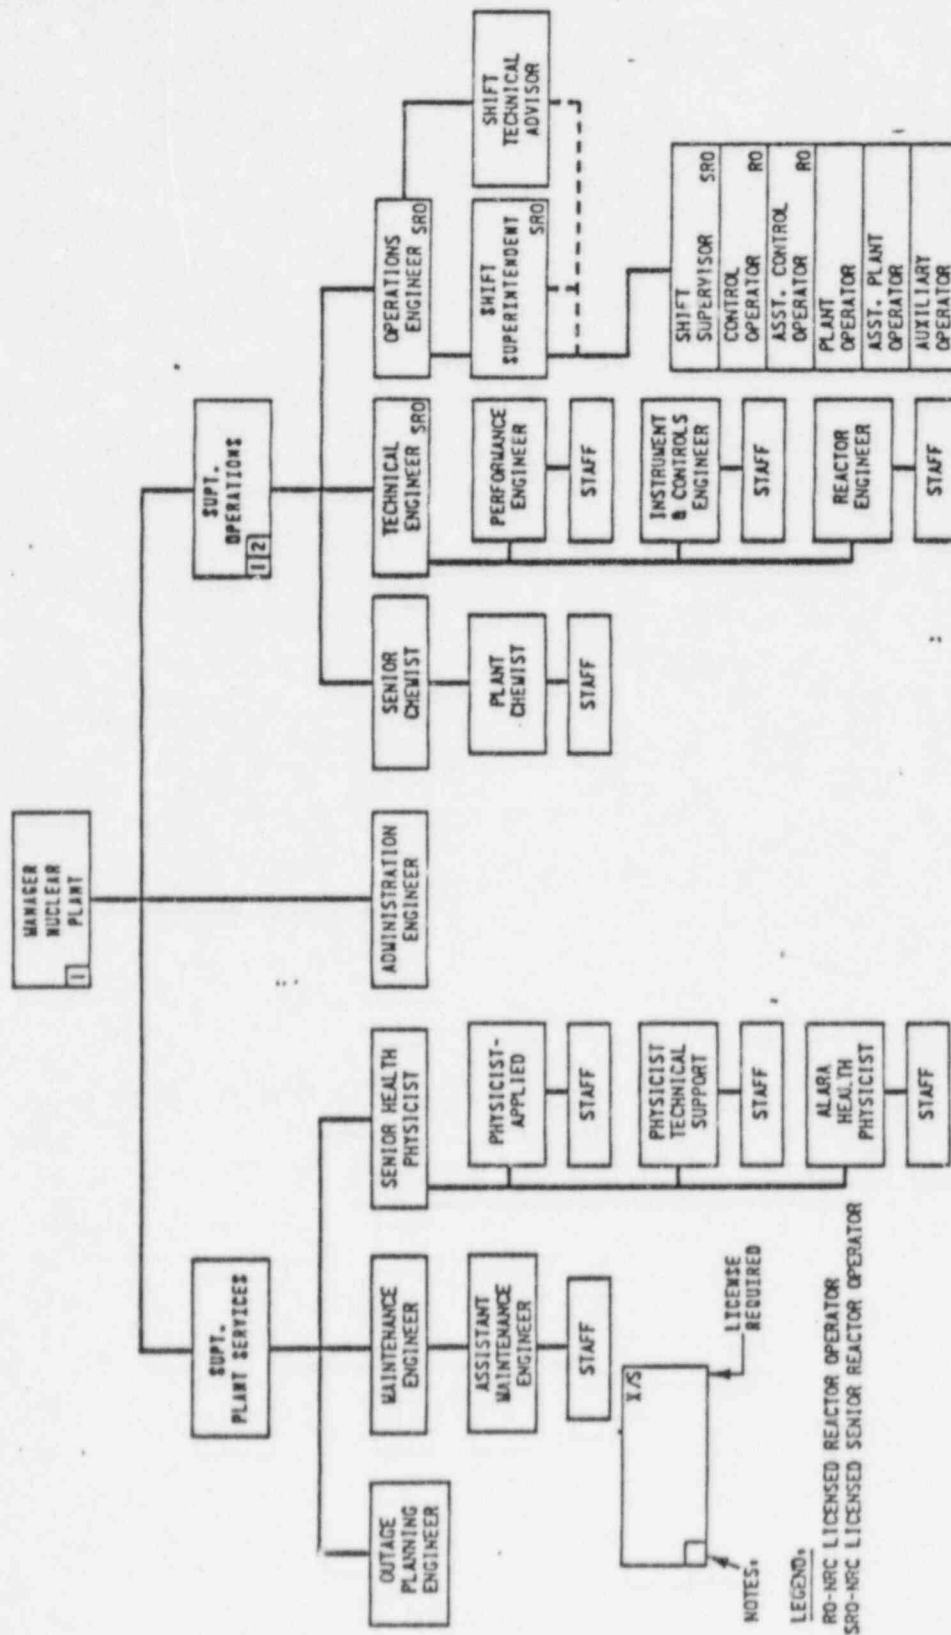 MANAGER
NUCLEAR
PLANT
1
SUPT.
PLANT SERVICES
SUPT.
OPERATIONS
1 2
OUTAGE
PLANNING
ENGINEER
MAINTENANCE
ENGINEER
SENIOR HEALTH
PHYSICIST
ADMINISTRATION
ENGINEER
SENIOR
CHEMIST
TECHNICAL
ENGINEER SRO
OPERATIONS
ENGINEER SRO
ASSISTANT
MAINTENANCE
ENGINEER
STAFF
PHYSICIST-
APPLIED
STAFF
PHYSICIST
TECHNICAL
SUPPORT
STAFF
ALARA
HEALTH
PHYSICIST
STAFF
PLANT
CHEMIST
STAFF
PERFORMANCE
ENGINEER
STAFF
INSTRUMENT
& CONTROLS
ENGINEER
STAFF
REACTOR
ENGINEER
STAFF
SHIFT
SUPERINTENDENT
SRO
SHIFT
TECHNICAL
ADVISOR
SHIFT
SUPERVISOR SRO
CONTROL
OPERATOR RO
ASST. CONTROL
OPERATOR RO
PLANT
OPERATOR
ASST. PLANT
OPERATOR
AUXILIARY
OPERATOR
X/S
LICENSE
REQUIRED
NOTES:
LEGEND:
RO-NRC LICENSED REACTOR OPERATOR
SRO-NRC LICENSED SENIOR REACTOR OPERATOR